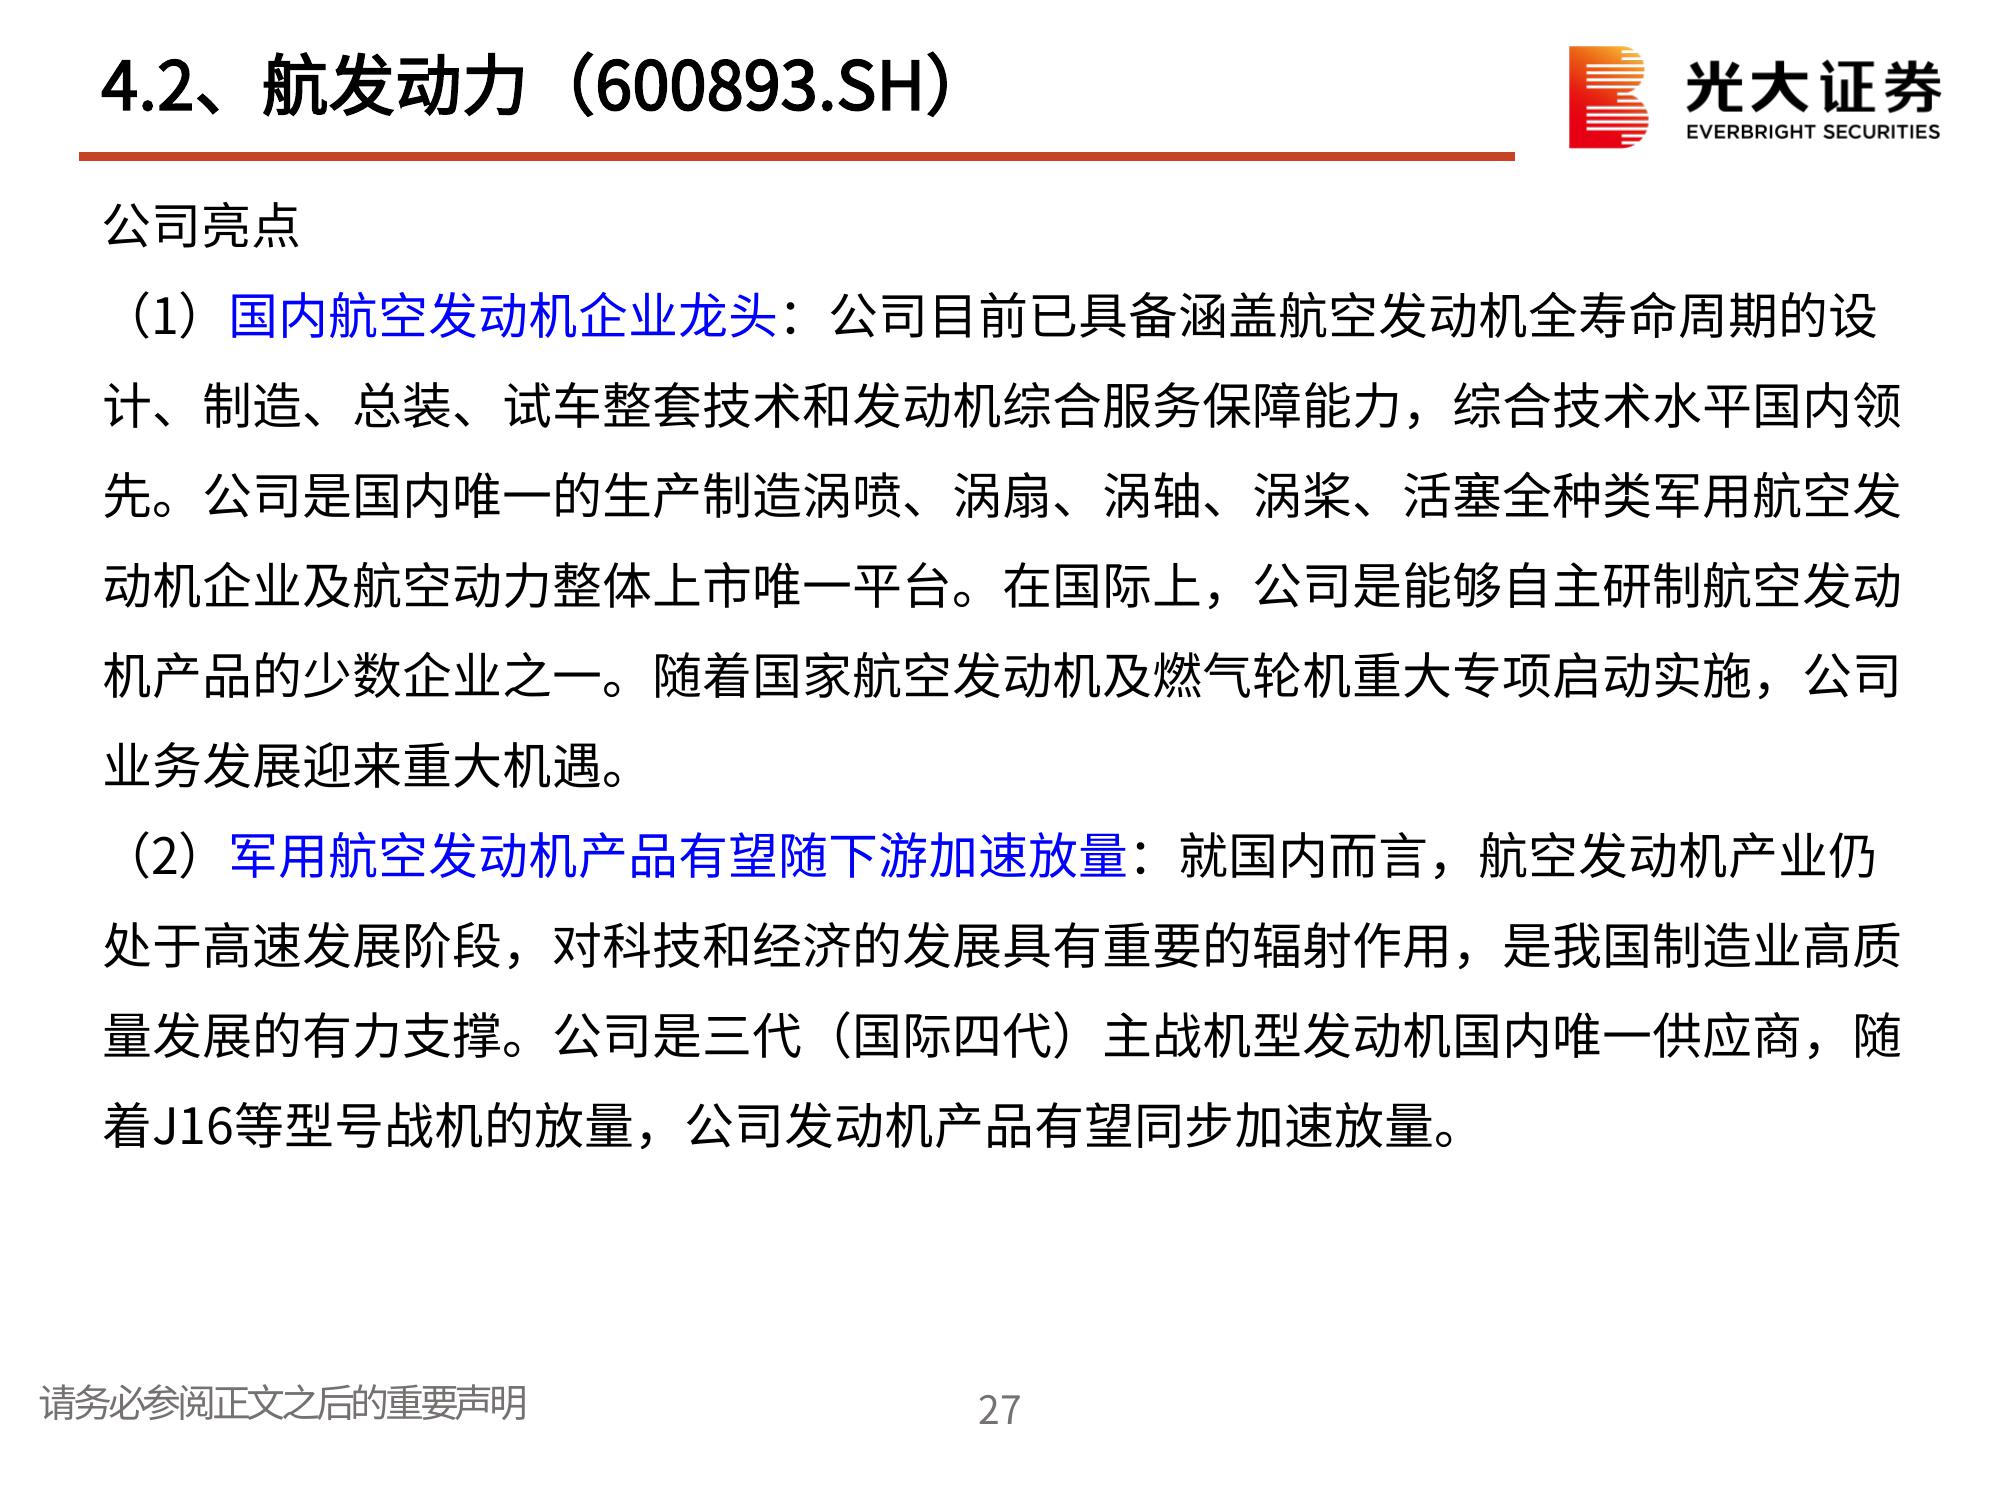 4.2、航发动力（600893.SH）
光大证券
EVERBRIGHT SECURITIES
公司亮点
（1）国内航空发动机企业龙头：公司目前已具备涵盖航空发动机全寿命周期的设
计、制造、总装、试车整套技术和发动机综合服务保障能力，综合技术水平国内领
先。公司是国内唯一的生产制造涡喷、涡扇、涡轴、涡桨、活塞全种类军用航空发
动机企业及航空动力整体上市唯一平台。在国际上，公司是能够自主研制航空发动
机产品的少数企业之一。随着国家航空发动机及燃气轮机重大专项启动实施，公司
业务发展迎来重大机遇。
（2）军用航空发动机产品有望随下游加速放量：就国内而言，航空发动机产业仍
处于高速发展阶段，对科技和经济的发展具有重要的辐射作用，是我国制造业高质
量发展的有力支撑。公司是三代（国际四代）主战机型发动机国内唯一供应商，随
着J16等型号战机的放量，公司发动机产品有望同步加速放量。
请务必参阅正文之后的重要声明
27